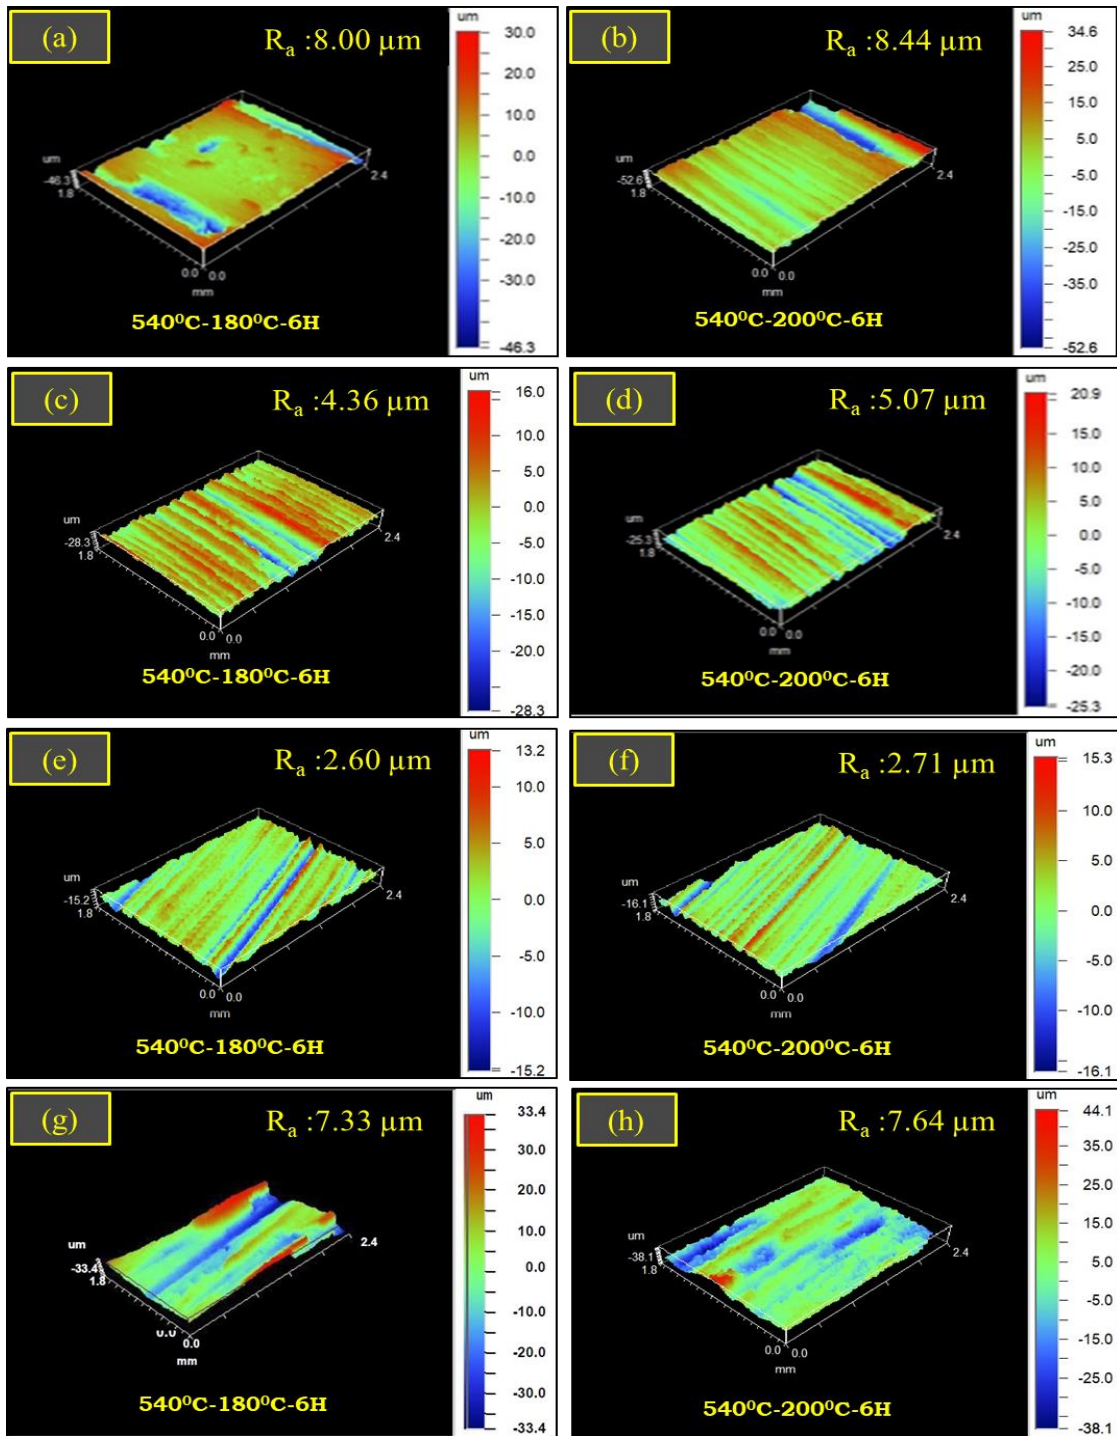 (a)
Rₐ :8.00 µm
um
30.0
20.0
10.0
0.0
-10.0
-20.0
-30.0
-46.3
um
-46.3
1.8
2.4
0.0
0.0
mm
540⁰C-180⁰C-6H
(b)
Rₐ :8.44 µm
um
34.6
25.0
15.0
5.0
-5.0
-15.0
-25.0
-35.0
-52.6
um
-52.6
1.8
2.4
0.0
0.0
mm
540⁰C-200⁰C-6H
(c)
Rₐ :4.36 µm
um
16.0
10.0
5.0
0.0
-5.0
-10.0
-15.0
-20.0
-28.3
um
-28.3
1.8
2.4
0.0
0.0
mm
540⁰C-180⁰C-6H
(d)
Rₐ :5.07 µm
um
20.9
15.0
10.0
5.0
0.0
-5.0
-10.0
-15.0
-20.0
-25.3
um
-25.3
1.8
2.4
0.0
0.0
mm
540⁰C-200⁰C-6H
(e)
Rₐ :2.60 µm
um
13.2
10.0
5.0
0.0
-5.0
-10.0
-15.2
um
-15.2
1.8
2.4
0.0
0.0
mm
540⁰C-180⁰C-6H
(f)
Rₐ :2.71 µm
um
15.3
10.0
5.0
0.0
-5.0
-10.0
-16.1
um
-16.1
1.8
2.4
0.0
0.0
mm
540⁰C-200⁰C-6H
(g)
Rₐ :7.33 µm
um
33.4
30.0
20.0
10.0
0.0
-10.0
-20.0
-30.0
-33.4
um
-33.4
1.8
2.4
0.0
0.0
mm
540⁰C-180⁰C-6H
(h)
Rₐ :7.64 µm
um
44.1
25.0
15.0
5.0
-5.0
-15.0
-25.0
-38.1
um
-38.1
1.8
2.4
0.0
0.0
mm
540⁰C-200⁰C-6H